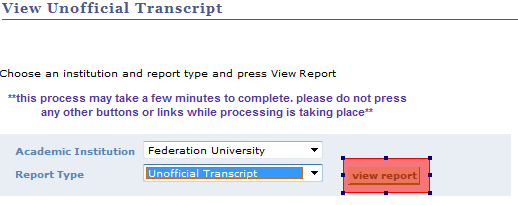 View Unofficial Transcript
Choose an institution and report type and press View Report
**this process may take a few minutes to complete. please do not press
any other buttons or links while processing is taking place**
Academic Institution Federation University
Report Type Unofficial Transcript view report